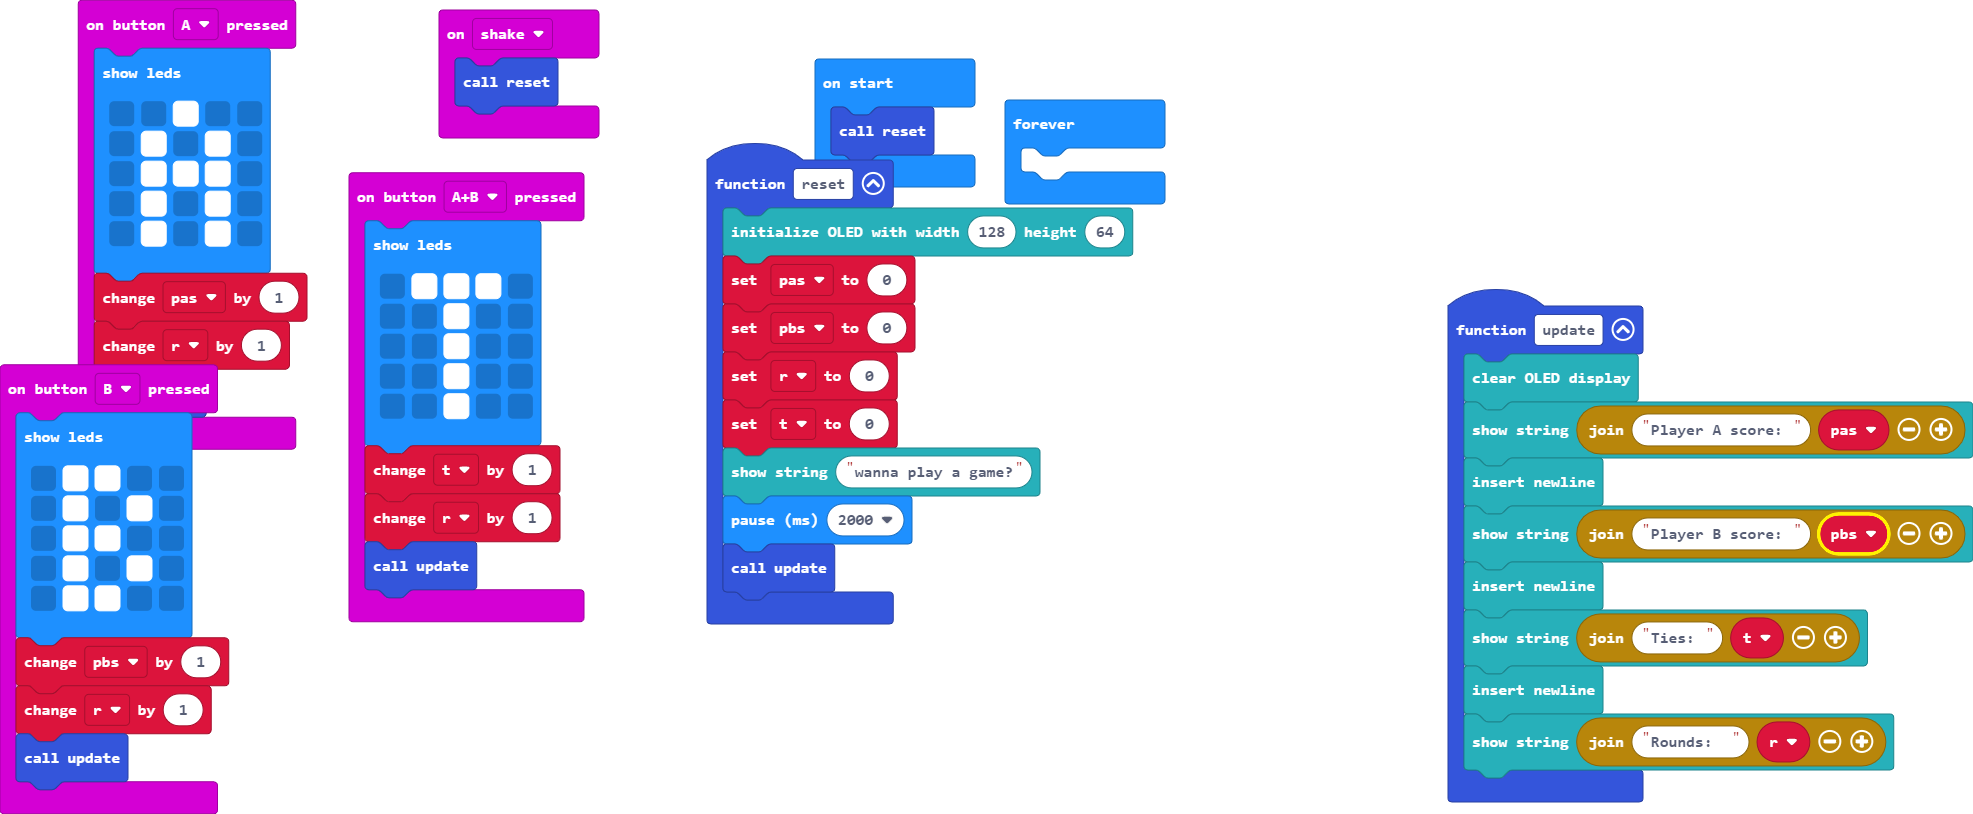 on button A pressed
show leds
change pas by 1
change r by 1
on button B pressed
show leds
change pbs by 1
change r by 1
call update
on shake
call reset
on button A+B pressed
show leds
change t by 1
change r by 1
call update
on start
call reset
forever
function reset
initialize OLED with width 128 height 64
set pas to 0
set pbs to 0
set r to 0
set t to 0
show string "wanna play a game?"
pause (ms) 2000
call update
function update
clear OLED display
show string join "Player A score: " pas
insert newline
show string join "Player B score: " pbs
insert newline
show string join "Ties: " t
insert newline
show string join "Rounds: " r